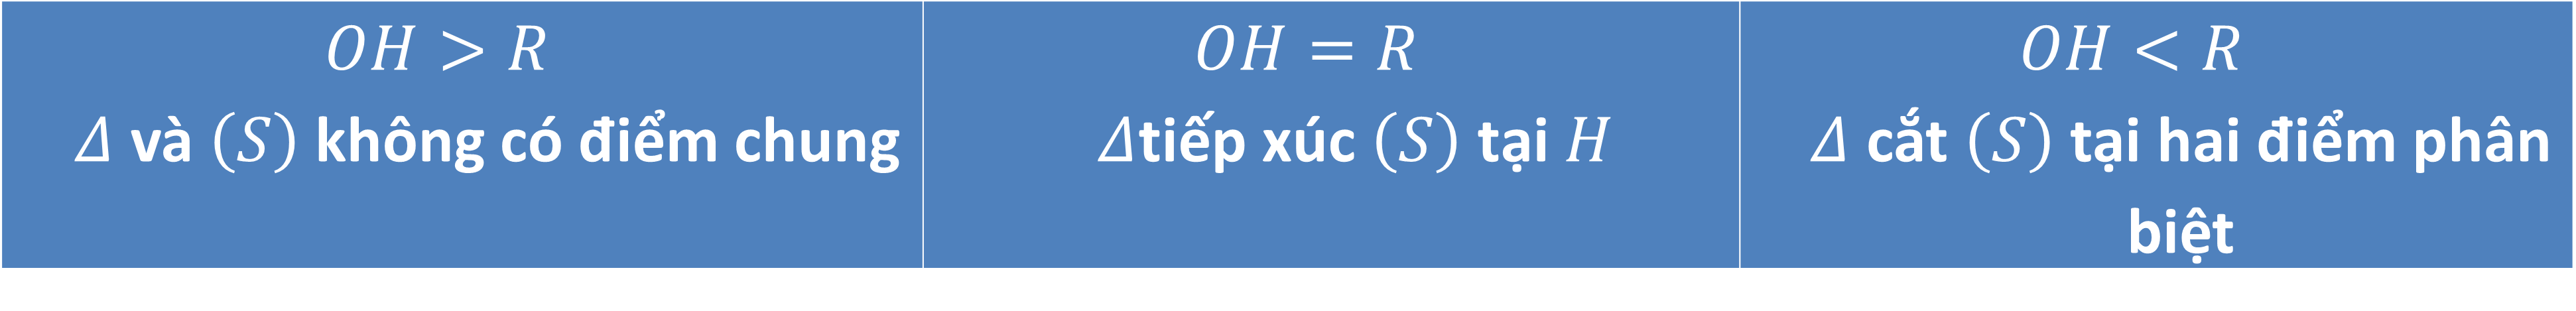 𝑂𝐻 > 𝑅
𝛥 và (𝑆) không có điểm chung
𝑂𝐻 = 𝑅
𝛥tiếp xúc (𝑆) tại 𝐻
𝑂𝐻 < 𝑅
𝛥 cắt (𝑆) tại hai điểm phân
biệt